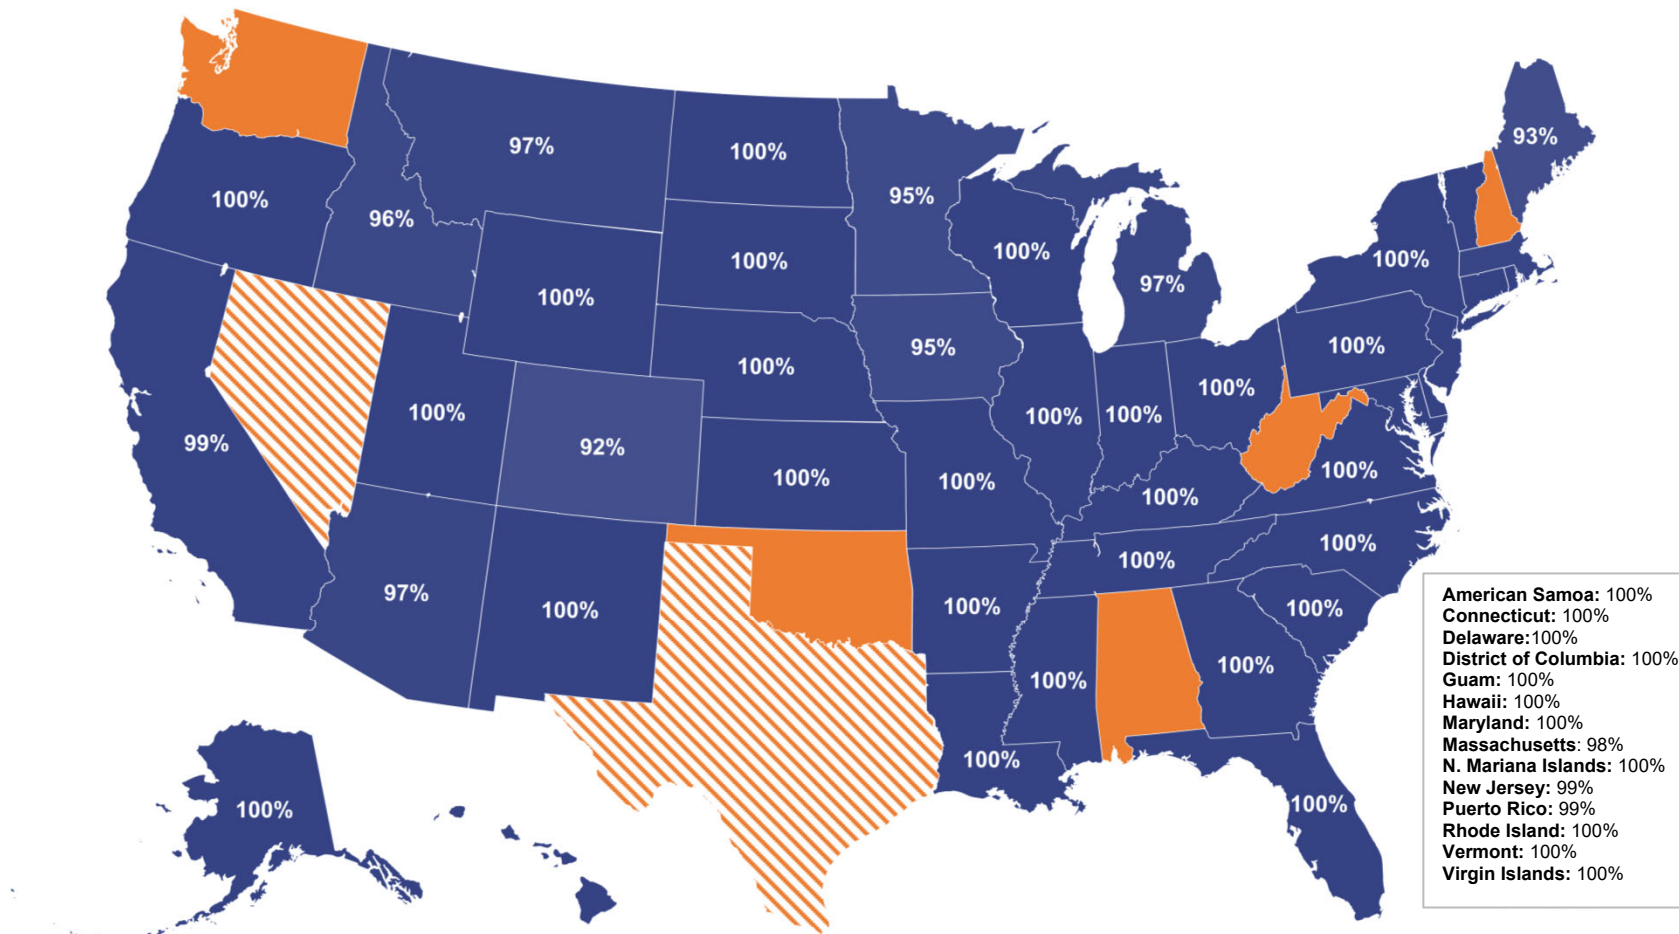 93%
97%
100%
95%
100%
96%
100%
100%
97%
100%
100%
100%
95%
100%
100%
100%
100%
99%
92%
100%
100%
100%
100%
100%
100%
100%
100%
100%
97%
100%
100%
100%
100%
100%
100%
100%
100%
American Samoa: 100%
Connecticut: 100%
Delaware:100%
District of Columbia: 100%
Guam: 100%
Hawaii: 100%
Maryland: 100%
Massachusetts: 98%
N. Mariana Islands: 100%
New Jersey: 99%
Puerto Rico: 99%
Rhode Island: 100%
Vermont: 100%
Virgin Islands: 100%